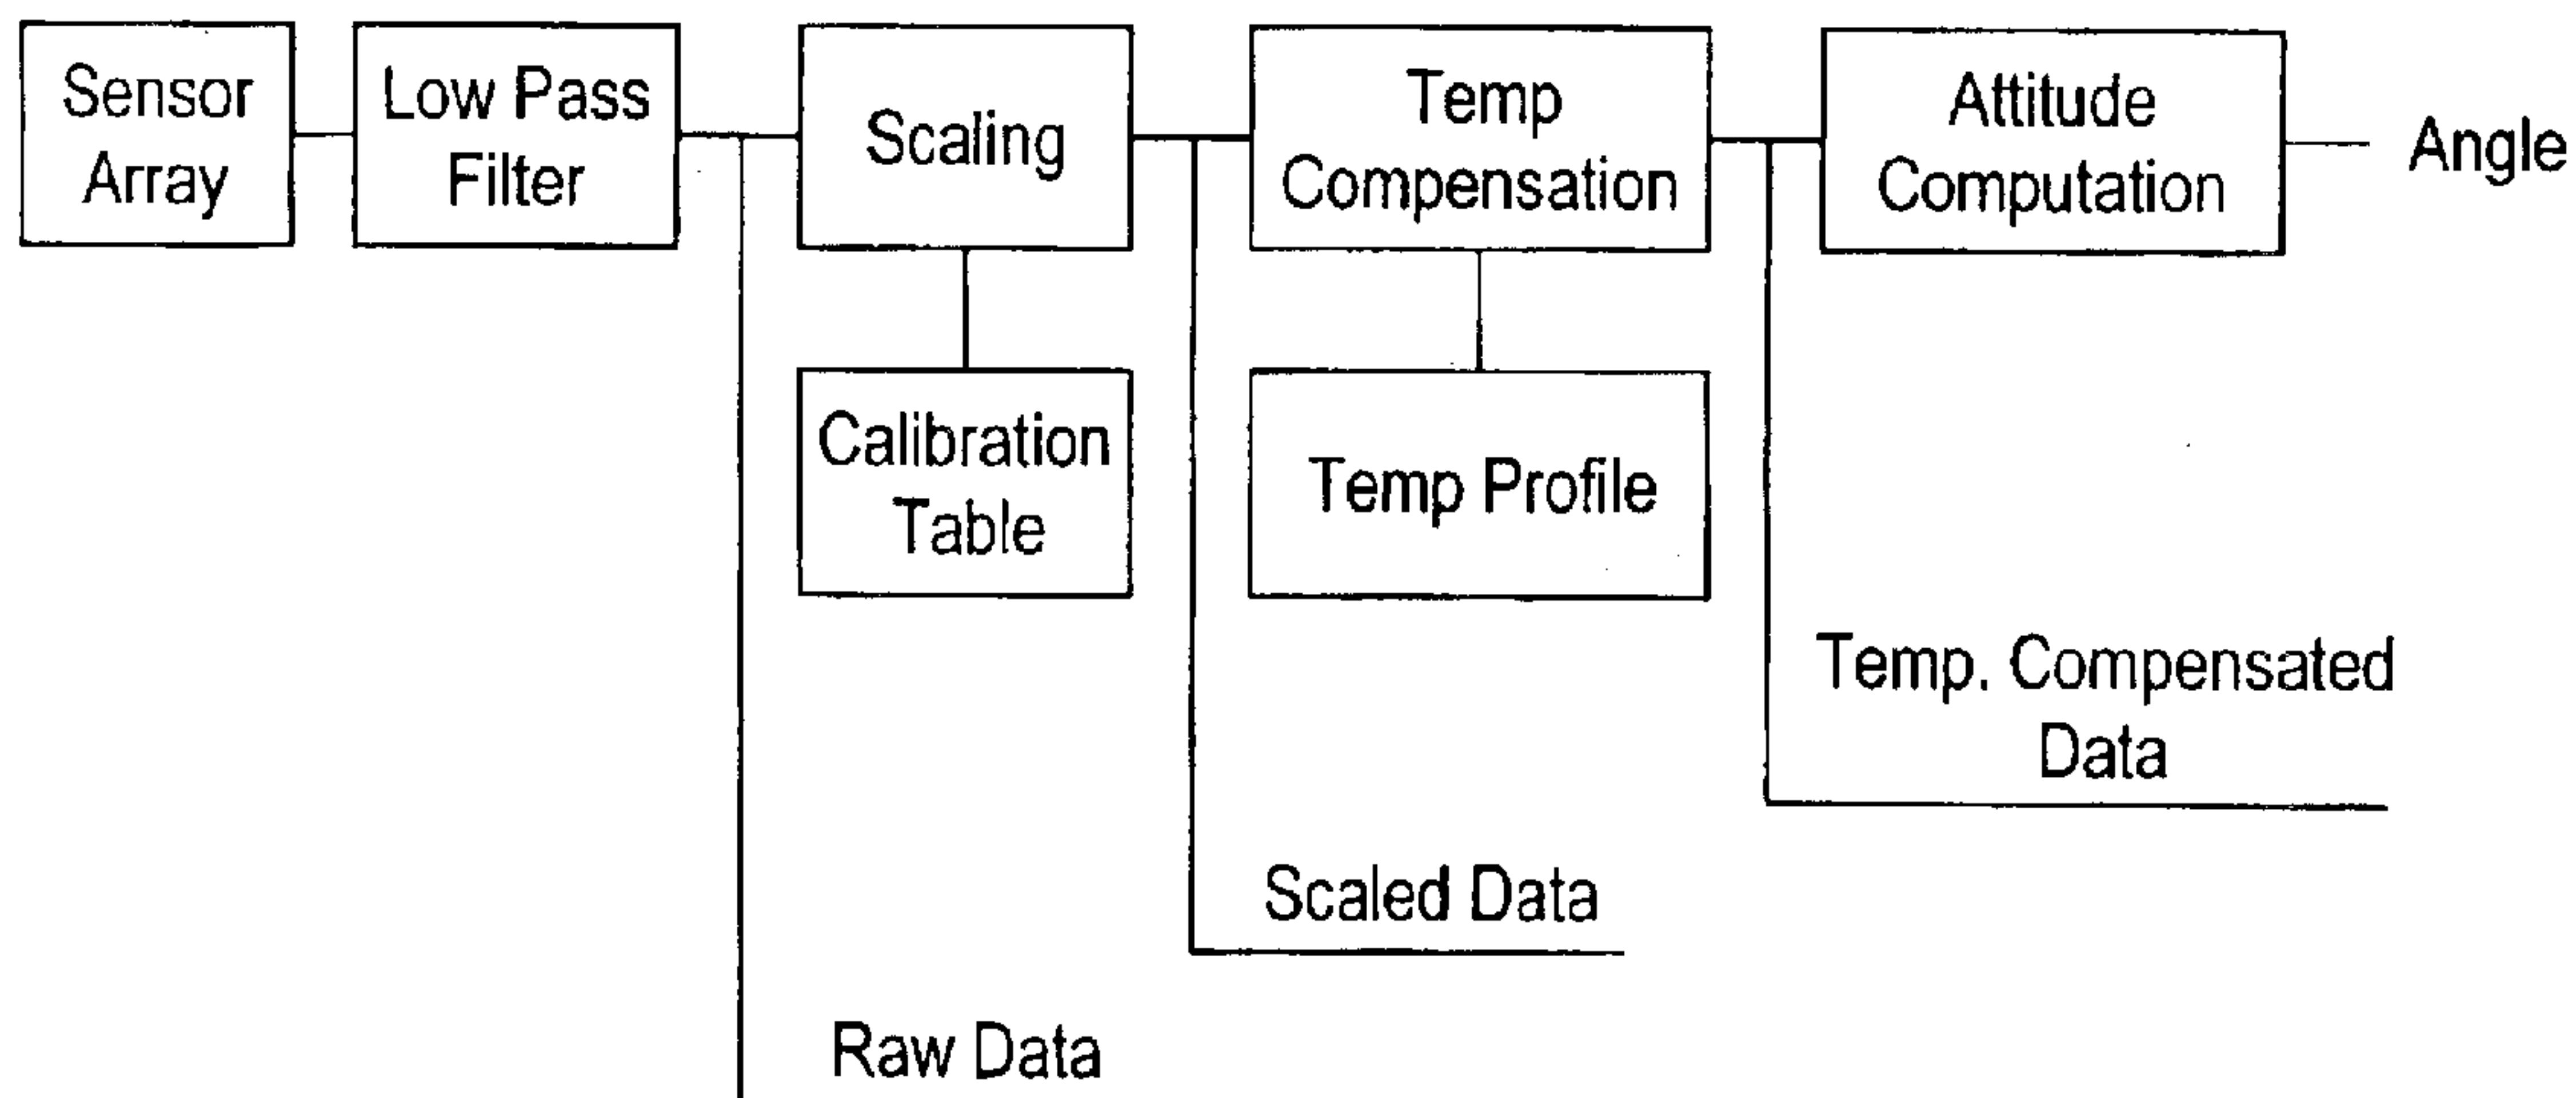 Sensor
Array
Low Pass
Filter
Scaling
Temp
Compensation
Attitude
Computation
Angle
Calibration
Table
Temp Profile
Temp. Compensated
Data
Scaled Data
Raw Data